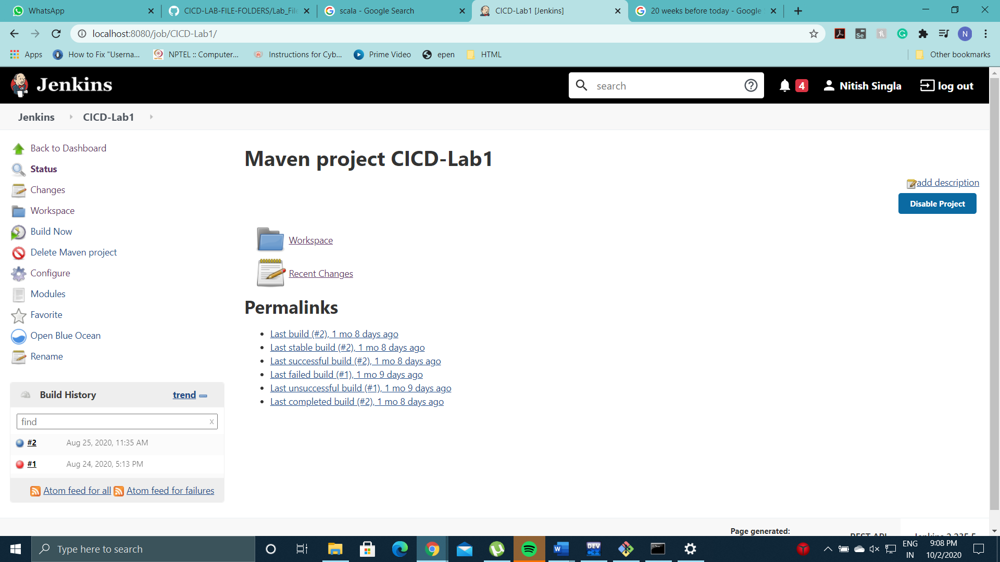 WhatsApp
CICD-LAB-FILE-FOLDERS/Lab_File
scala - Google Search
CICD-Lab1 [Jenkins]
20 weeks before today - Google
localhost:8080/job/CICD-Lab1/
N
Apps
How to Fix "Userna...
NPTEL :: Computer...
Instructions for Cyb...
Prime Video
epen
HTML
Other bookmarks
Jenkins
search
4
Nitish Singla
log out
Jenkins
CICD-Lab1
Back to Dashboard
Status
Changes
Workspace
Build Now
Delete Maven project
Configure
Modules
Favorite
Open Blue Ocean
Rename
Maven project CICD-Lab1
add description
Disable Project
Workspace
Recent Changes
Permalinks
Last build (#2), 1 mo 8 days ago
Last stable build (#2), 1 mo 8 days ago
Last successful build (#2), 1 mo 8 days ago
Last failed build (#1), 1 mo 9 days ago
Last unsuccessful build (#1), 1 mo 9 days ago
Last completed build (#2), 1 mo 8 days ago
Build History
trend
find
x
#2 Aug 25, 2020, 11:35 AM
#1 Aug 24, 2020, 5:13 PM
Atom feed for all Atom feed for failures
Page generated:
REST API
Jenkins 2.235.5
Type here to search
DEV
C++
ENG
IN
9:08 PM
10/2/2020